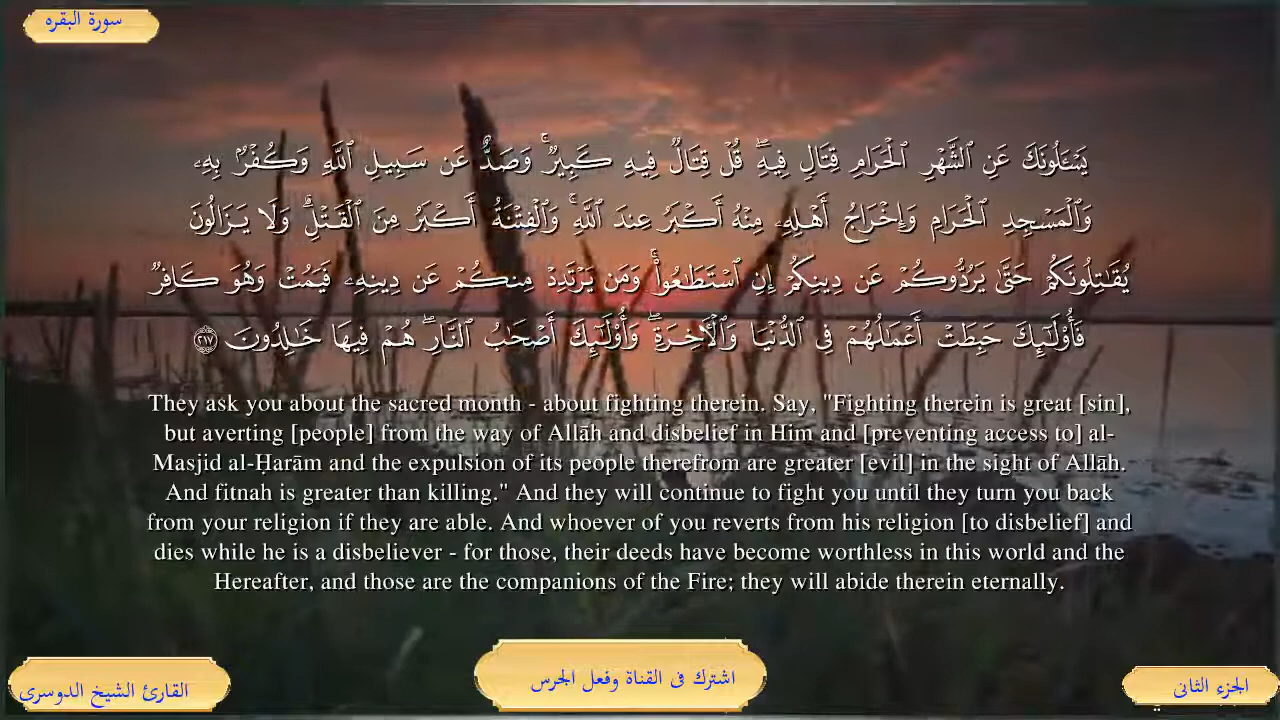 سورة البقره
يَسْـَٔلُونَكَ عَنِ ٱلشَّهْرِ ٱلْحَرَامِ قِتَالٍ فِيهِ ۖ قُلْ قِتَالٌ فِيهِ كَبِيرٌ ۚ وَصَدٌّ عَن سَبِيلِ ٱللَّهِ وَكُفْرٌۢ بِهِۦ
وَٱلْمَسْجِدِ ٱلْحَرَامِ وَإِخْرَاجُ أَهْلِهِۦ مِنْهُ أَكْبَرُ عِندَ ٱللَّهِ ۚ وَٱلْفِتْنَةُ أَكْبَرُ مِنَ ٱلْقَتْلِ ۗ وَلَا يَزَالُونَ
يُقَـٰتِلُونَكُمْ حَتَّىٰ يَرُدُّوكُمْ عَن دِينِكُمْ إِنِ ٱسْتَطَـٰعُوا۟ ۚ وَمَن يَرْتَدِدْ مِنكُمْ عَن دِينِهِۦ فَيَمُتْ وَهُوَ كَافِرٌ
فَأُو۟لَـٰٓئِكَ حَبِطَتْ أَعْمَـٰلُهُمْ فِى ٱلدُّنْيَا وَٱلْـَٔاخِرَةِ ۖ وَأُو۟لَـٰٓئِكَ أَصْحَـٰبُ ٱلنَّارِ ۖ هُمْ فِيهَا خَـٰلِدُونَ ٢١٧
They ask you about the sacred month - about fighting therein. Say, "Fighting therein is great [sin],
but averting [people] from the way of Allāh and disbelief in Him and [preventing access to] al-
Masjid al-Ḥarām and the expulsion of its people therefrom are greater [evil] in the sight of Allāh.
And fitnah is greater than killing." And they will continue to fight you until they turn you back
from your religion if they are able. And whoever of you reverts from his religion [to disbelief] and
dies while he is a disbeliever - for those, their deeds have become worthless in this world and the
Hereafter, and those are the companions of the Fire; they will abide therein eternally.
الجزء الثانى
اشترك فى القناة وفعل الجرس
القارئ الشيخ الدوسرى